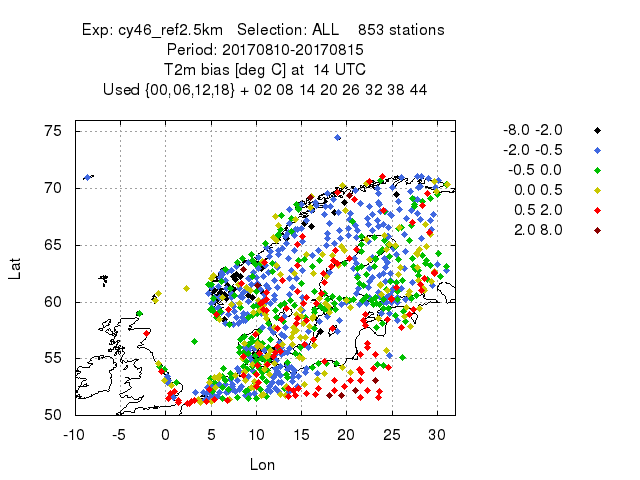 Exp: cy46_ref2.5km   Selection: ALL    853 stations
Period: 20170810-20170815
T2m bias [deg C] at  14 UTC
Used {00,06,12,18} + 02 08 14 20 26 32 38 44
-8.0 -2.0
-2.0 -0.5
-0.5 0.0
0.0 0.5
0.5 2.0
2.0 8.0
75
70
65
60
55
50
Lat
-10 -5 0 5 10 15 20 25 30
Lon